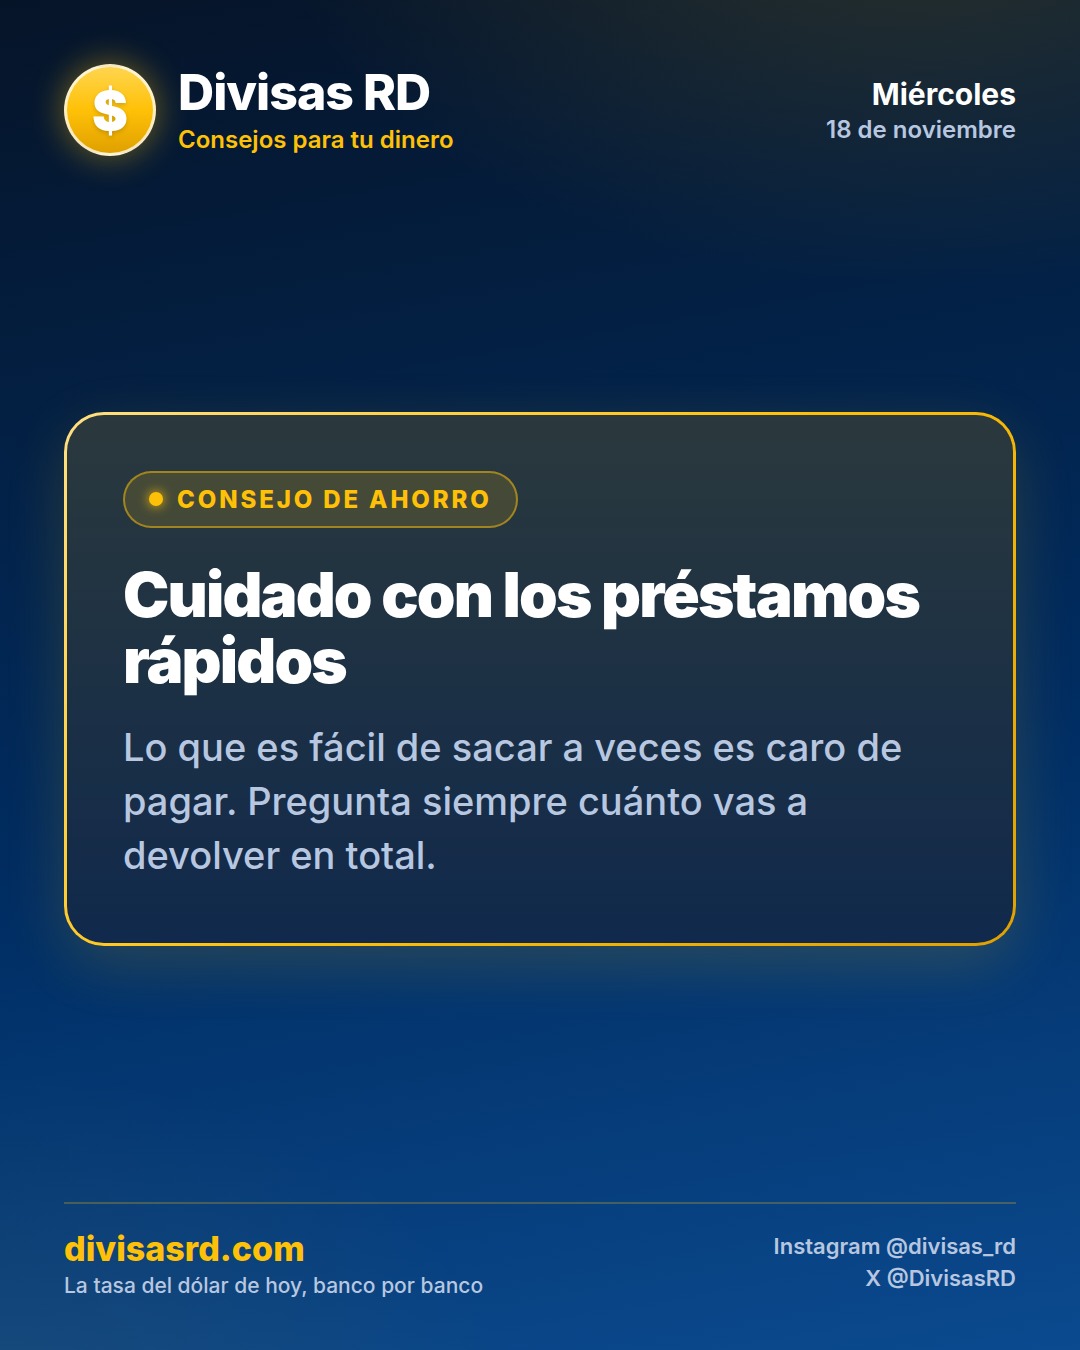 $
Divisas RD
Consejos para tu dinero
Miércoles
18 de noviembre
CONSEJO DE AHORRO
Cuidado con los préstamos
rápidos
Lo que es fácil de sacar a veces es caro de
pagar. Pregunta siempre cuánto vas a
devolver en total.
divisasrd.com
La tasa del dólar de hoy, banco por banco
Instagram @divisas_rd
X @DivisasRD